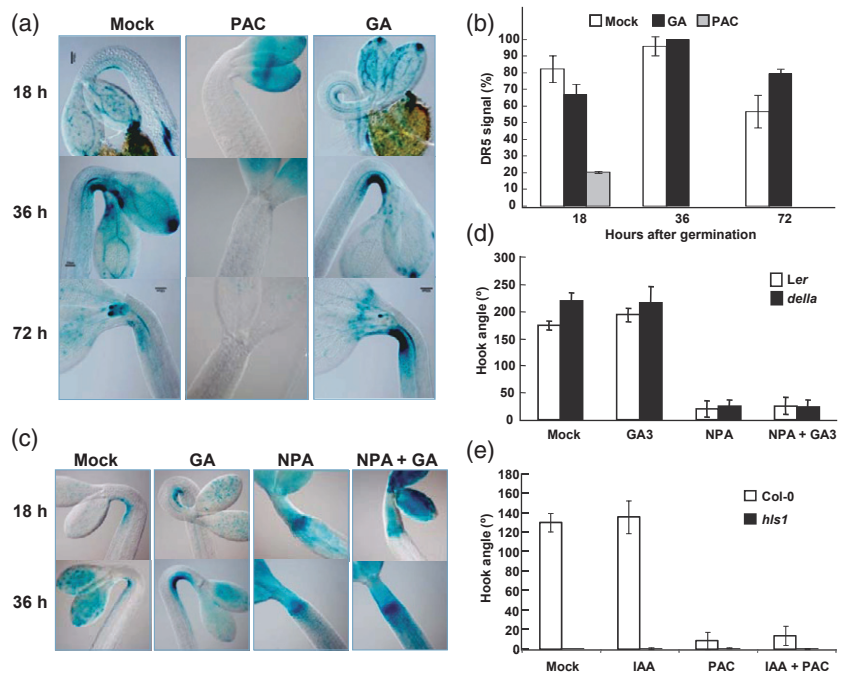 (a)
Mock PAC GA
18 h
36 h
72 h
(b)
Mock GA PAC
DR5 signal (%)
100
90
80
70
60
50
40
30
20
10
0
18 36 72
Hours after germination
(c)
Mock GA NPA NPA + GA
18 h
36 h
(d)
Ler
della
Hook angle (º)
300
250
200
150
100
50
0
Mock GA3 NPA NPA + GA3
(e)
Col-0
hls1
Hook angle (º)
180
160
140
120
100
80
60
40
20
0
Mock IAA PAC IAA + PAC